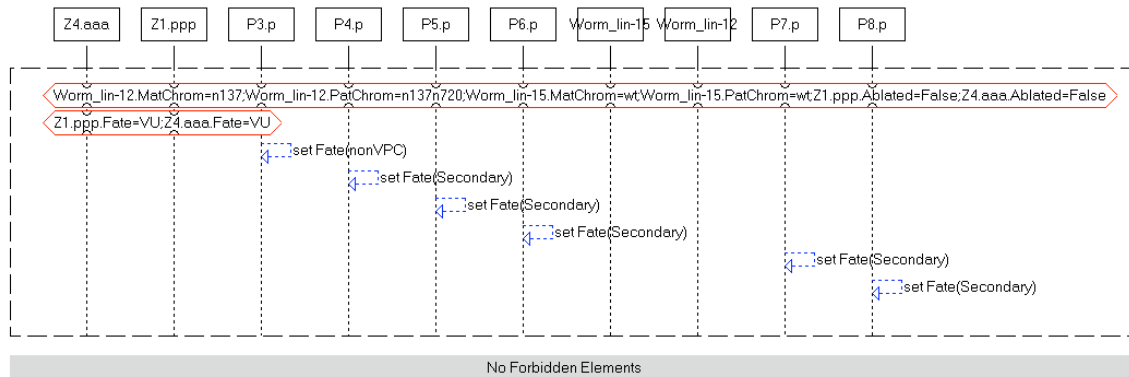 Z4.aaa Z1.ppp P3.p P4.p P5.p P6.p Worm_lin-15 Worm_lin-12 P7.p P8.p
Worm_lin-12.MatChrom=n137;Worm_lin-12.PatChrom=n137n720;Worm_lin-15.MatChrom=wt;Worm_lin-15.PatChrom=wt;Z1.ppp.Ablated=False;Z4.aaa.Ablated=False
Z1.ppp.Fate=VU;Z4.aaa.Fate=VU
set Fate(nonVPC)
set Fate(Secondary)
set Fate(Secondary)
set Fate(Secondary)
set Fate(Secondary)
set Fate(Secondary)
No Forbidden Elements